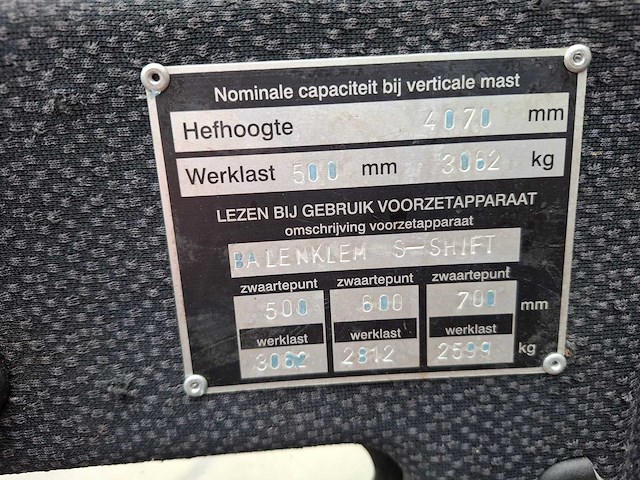 Nominale capaciteit bij verticale mast
Hefhoogte 4070 mm
Werklast 500 mm 3062 kg
LEZEN BIJ GEBRUIK VOORZETAPPARAAT
omschrijving voorzetapparaat
BALENKLEM S-SHIFT
zwaartepunt zwaartepunt zwaartepunt
500 600 700 mm
werklast werklast werklast
3062 2812 2599 kg